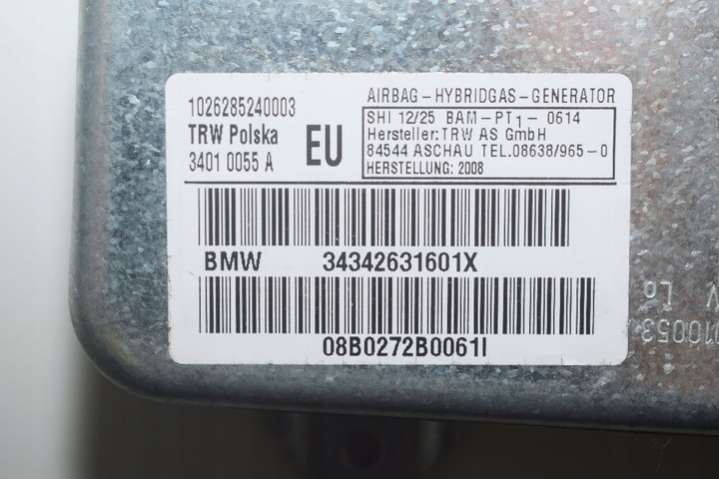 1026285240003
TRW Polska
3401 0055 A
EU
AIRBAG-HYBRIDGAS-GENERATOR
SHI 12/25 BAM-PT1-0614
Hersteller: TRW AS GmbH
84544 ASCHAU TEL.08638/965-0
HERSTELLUNG: 2008
BMW 34342631601X
08B0272B0061I